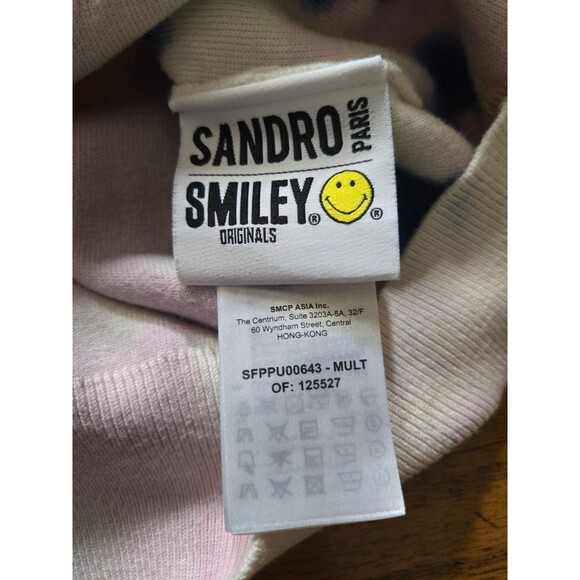 SANDRO PARIS
SMILEY® ®
ORIGINALS
SMCP ASIA Inc.
The Centrium, Suite 3203A-5A, 32/F
60 Wyndham Street, Central
HONG-KONG
SFPPU00643 - MULT
OF: 125527